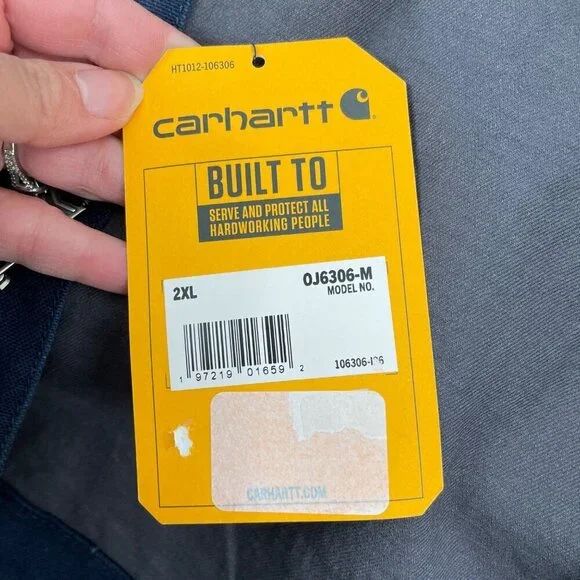 HT1012-106306
carhartt
BUILT TO
SERVE AND PROTECT ALL
HARDWORKING PEOPLE
2XL
OJ6306-M
MODEL NO.
1 97219 01659 2
CARHARTT.COM